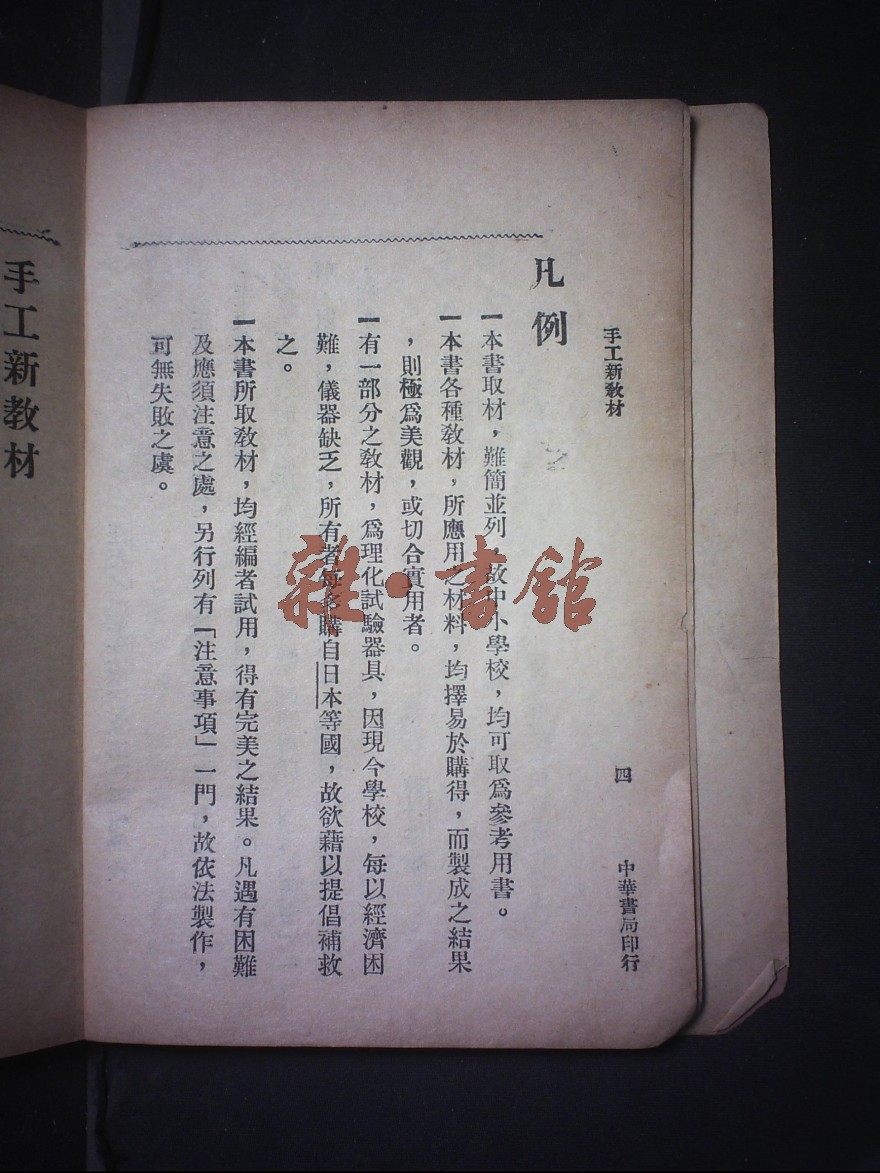 手工新教材
四
中華書局印行
凡例
一本書取材，難簡並列，故中小學校，均可取爲參考用書。
一本書各種教材，所應用之材料，均擇易於購得，而製成之結果
，則極爲美觀，或切合實用者。
一有一部分之教材，爲理化試驗器具，因現今學校，每以經濟困
難，儀器缺乏，所有者每多購自日本等國，故欲藉以提倡補救
之。
一本書所取教材，均經編者試用，得有完美之結果。凡遇有困難
及應須注意之處，另行列有「注意事項」一門，故依法製作，
可無失敗之虞。
手工新教材
雜·書館